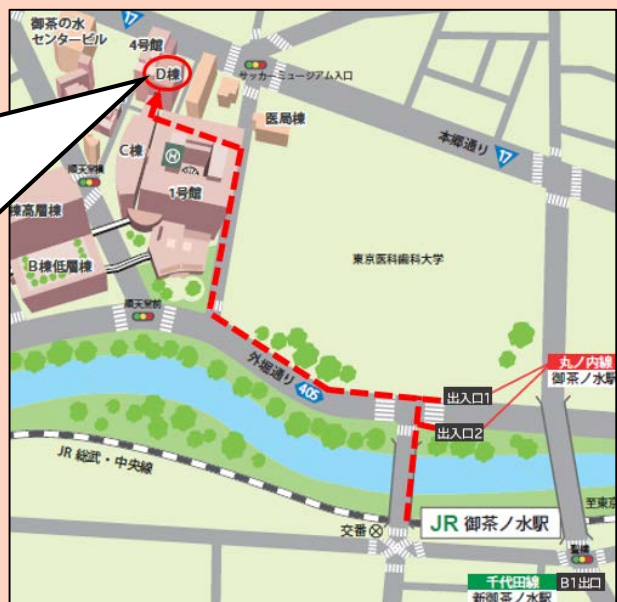 御茶の水
センタービル
17
4号館
D棟
サッカーミュージアム入口
医局棟
本郷通り 17
C棟
H
1号館
順天堂横
棟高層棟
B棟低層棟
東京医科歯科大学
順天堂前
外堀通り 405
丸ノ内線
御茶ノ水駅
出入口1
出入口2
JR 総武・中央線
至東京
交番
JR 御茶ノ水駅
聖橋
千代田線
新御茶ノ水駅
B1出口